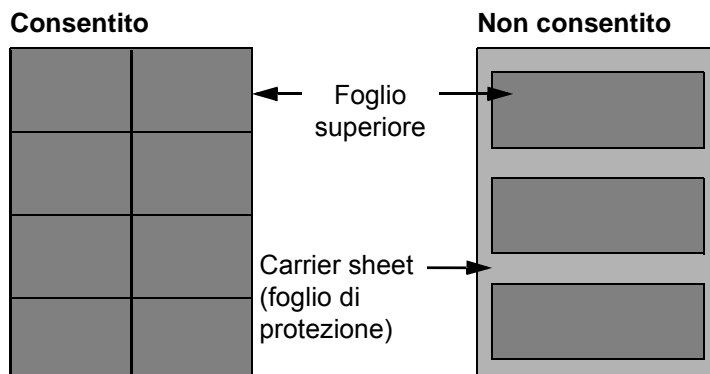 Consentito
Non consentito
Foglio
superiore
Carrier sheet
(foglio di
protezione)